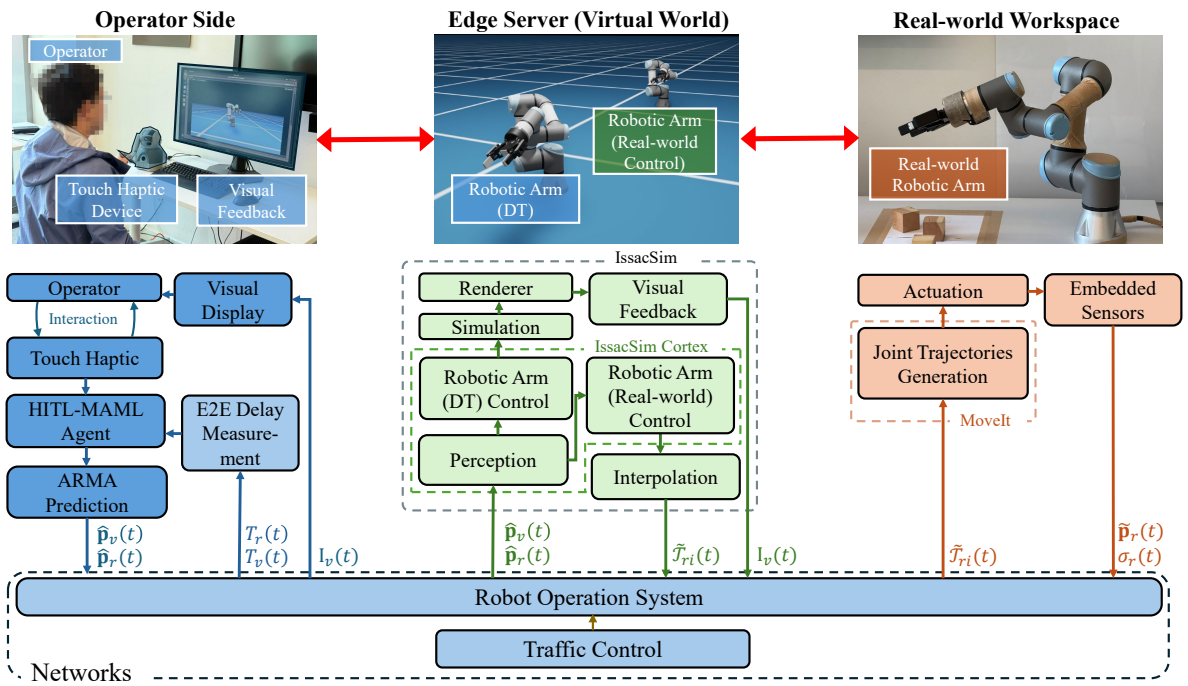 Operator Side
Edge Server (Virtual World)
Real-world Workspace
Operator
Touch Haptic
Device
Visual
Feedback
Robotic Arm
(DT)
Robotic Arm
(Real-world
Control)
Real-world
Robotic Arm
Operator
Interaction
Visual
Display
Touch Haptic
HITL-MAML
Agent
E2E Delay
Measure-
ment
ARMA
Prediction
p̂ᵥ(t)
p̂ᵣ(t)
Tᵣ(t)
Tᵥ(t)
Iᵥ(t)
IssacSim
Renderer
Visual
Feedback
Simulation
IssacSim Cortex
Robotic Arm
(DT) Control
Robotic Arm
(Real-world)
Control
Perception
Interpolation
p̂ᵥ(t)
p̂ᵣ(t)
𝒥̃ᵣᵢ(t)
Iᵥ(t)
Actuation
Embedded
Sensors
Joint Trajectories
Generation
MoveIt
𝒥̃ᵣᵢ(t)
p̃ᵣ(t)
σᵣ(t)
Robot Operation System
Traffic Control
Networks